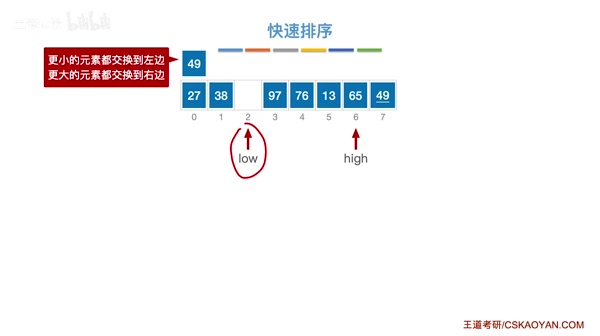 快速排序
更小的元素都交换到左边
更大的元素都交换到右边
49
27 38 97 76 13 65 49
0 1 2 3 4 5 6 7
low high
王道考研/CSKAOYAN.COM